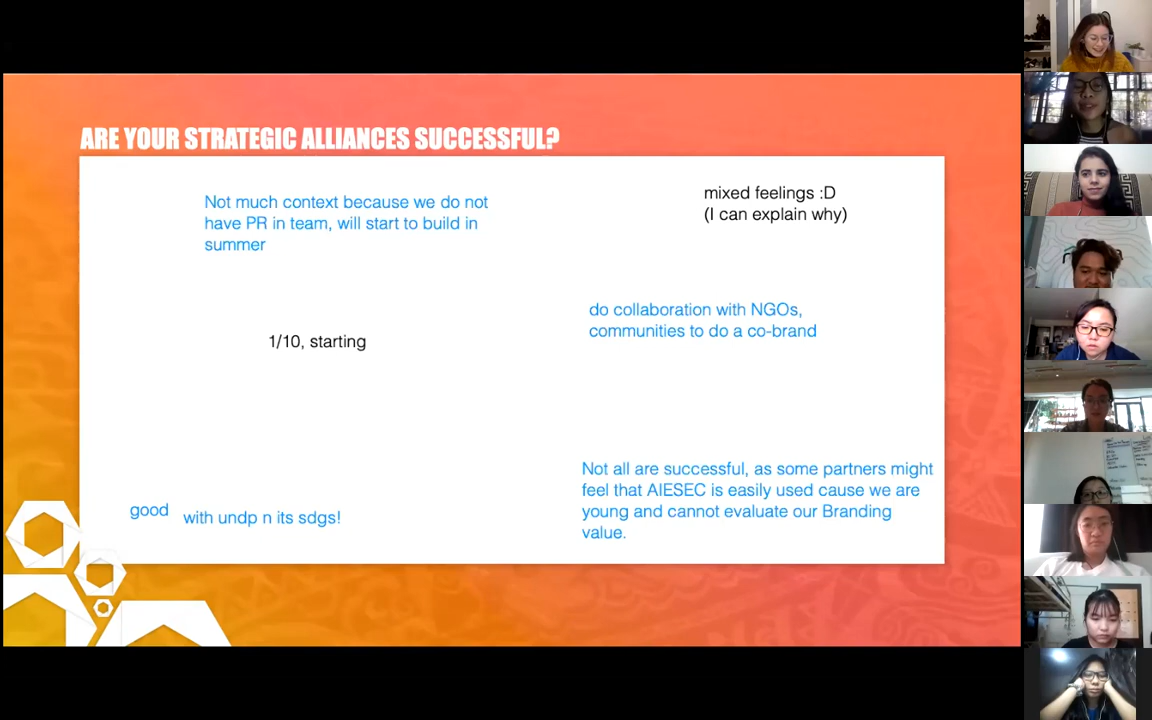 ARE YOUR STRATEGIC ALLIANCES SUCCESSFUL?
Not much context because we do not
have PR in team, will start to build in
summer
mixed feelings :D
(I can explain why)
do collaboration with NGOs,
communities to do a co-brand
1/10, starting
Not all are successful, as some partners might
feel that AIESEC is easily used cause we are
young and cannot evaluate our Branding
value.
good
with undp n its sdgs!